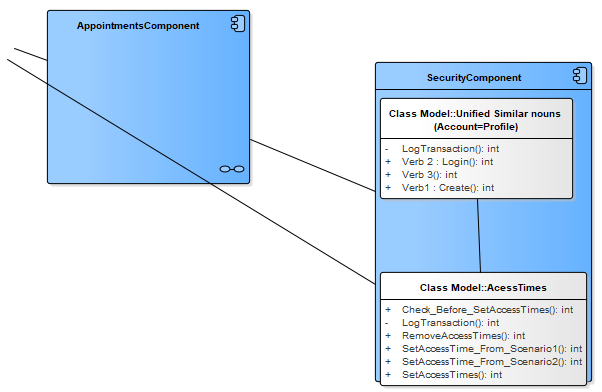 AppointmentsComponent
SecurityComponent
Class Model::Unified Similar nouns
(Account=Profile)
- LogTransaction(): int
+ Verb 2 : Login(): int
+ Verb 3(): int
+ Verb1 : Create(): int
Class Model::AcessTimes
+ Check_Before_SetAccessTimes(): int
- LogTransaction(): int
+ RemoveAccessTimes(): int
+ SetAccessTime_From_Scenario1(): int
+ SetAccessTime_From_Scenario2(): int
+ SetAccessTimes(): int